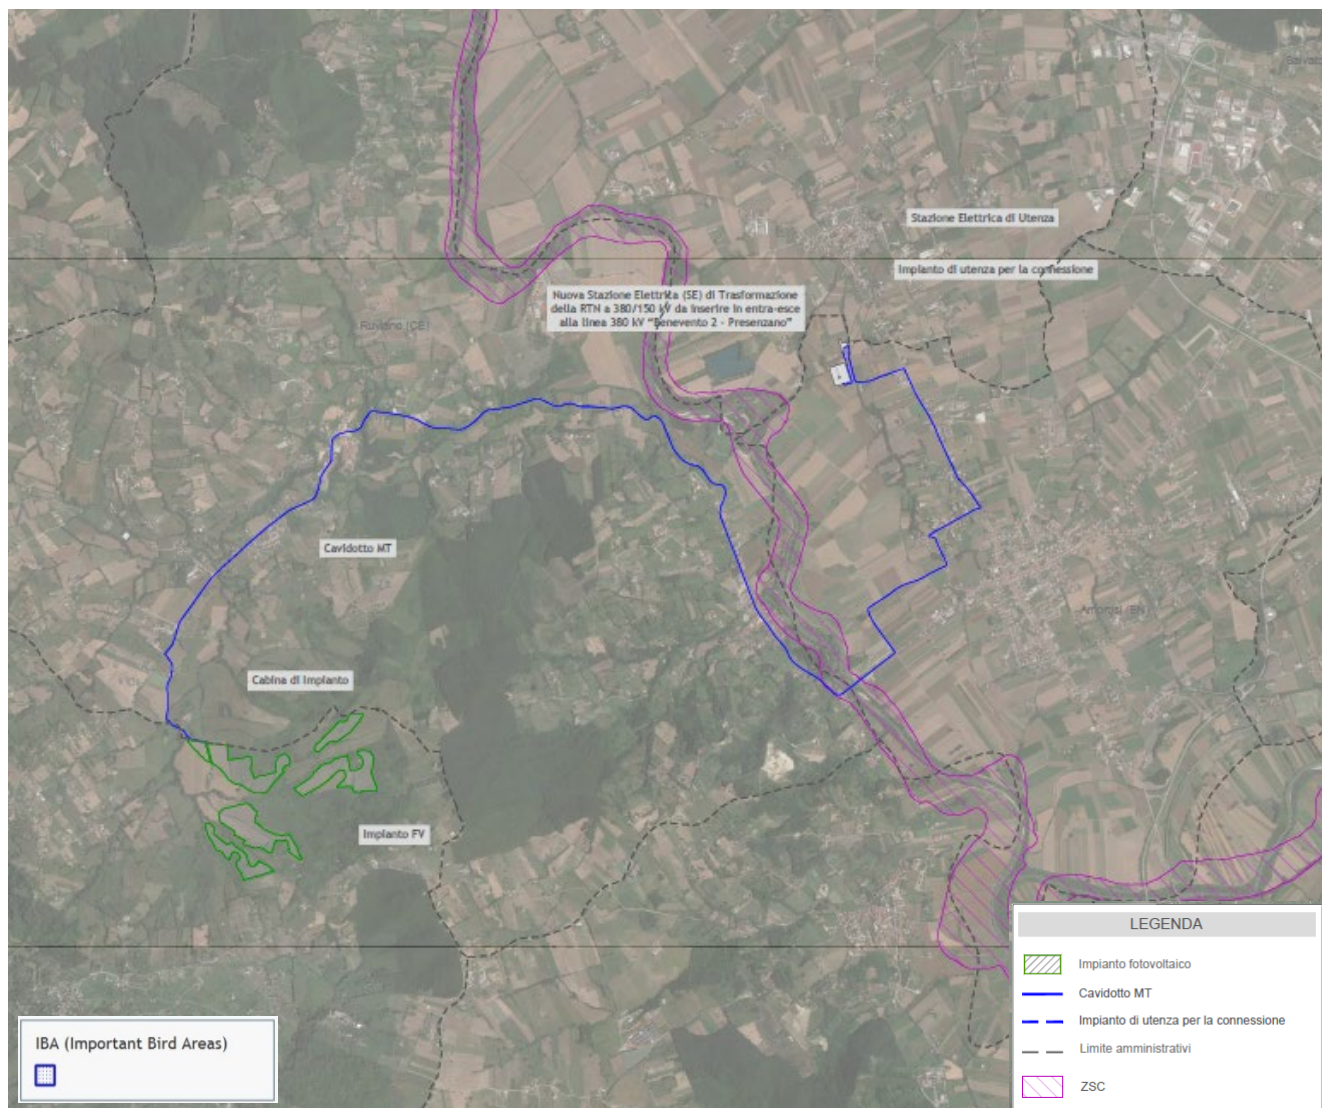 Stazione Elettrica di Utenza
Impianto di utenza per la connessione
Nuova Stazione Elettrica (SE) di Trasformazione
della RTN a 380/150 kV da inserire in entra-esce
alla linea 380 kV "Benevento 2 - Presenzano"
Ruviano (CE)
Cavidotto MT
Amorosi (BN)
Cabina di Impianto
Impianto FV
LEGENDA
Impianto fotovoltaico
Cavidotto MT
Impianto di utenza per la connessione
Limite amministrativi
ZSC
IBA (Important Bird Areas)